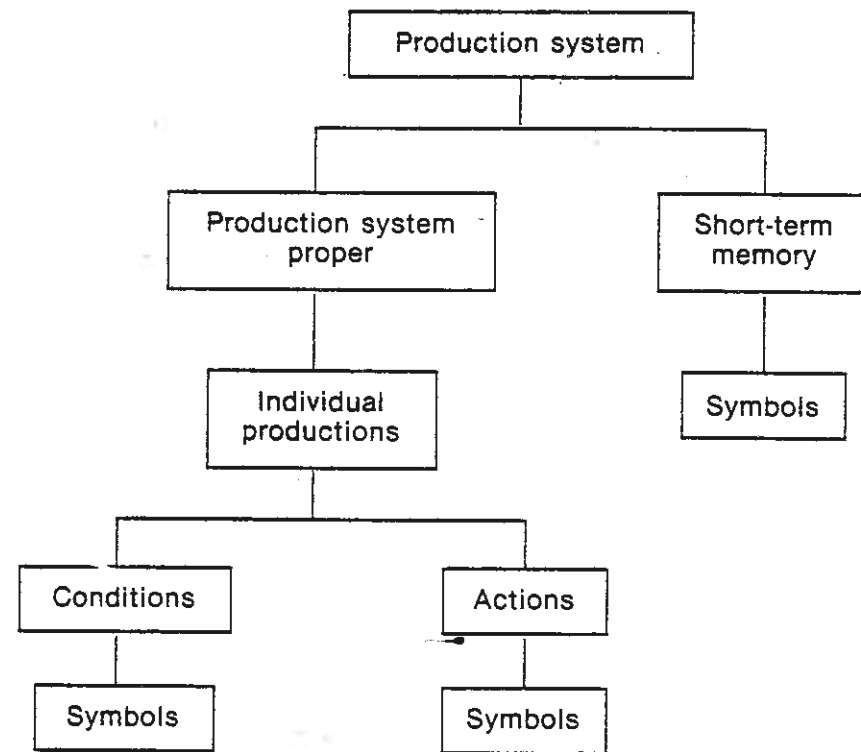 Production system
Production system
proper
Short-term
memory
Individual
productions
Symbols
Conditions
Actions
Symbols
Symbols